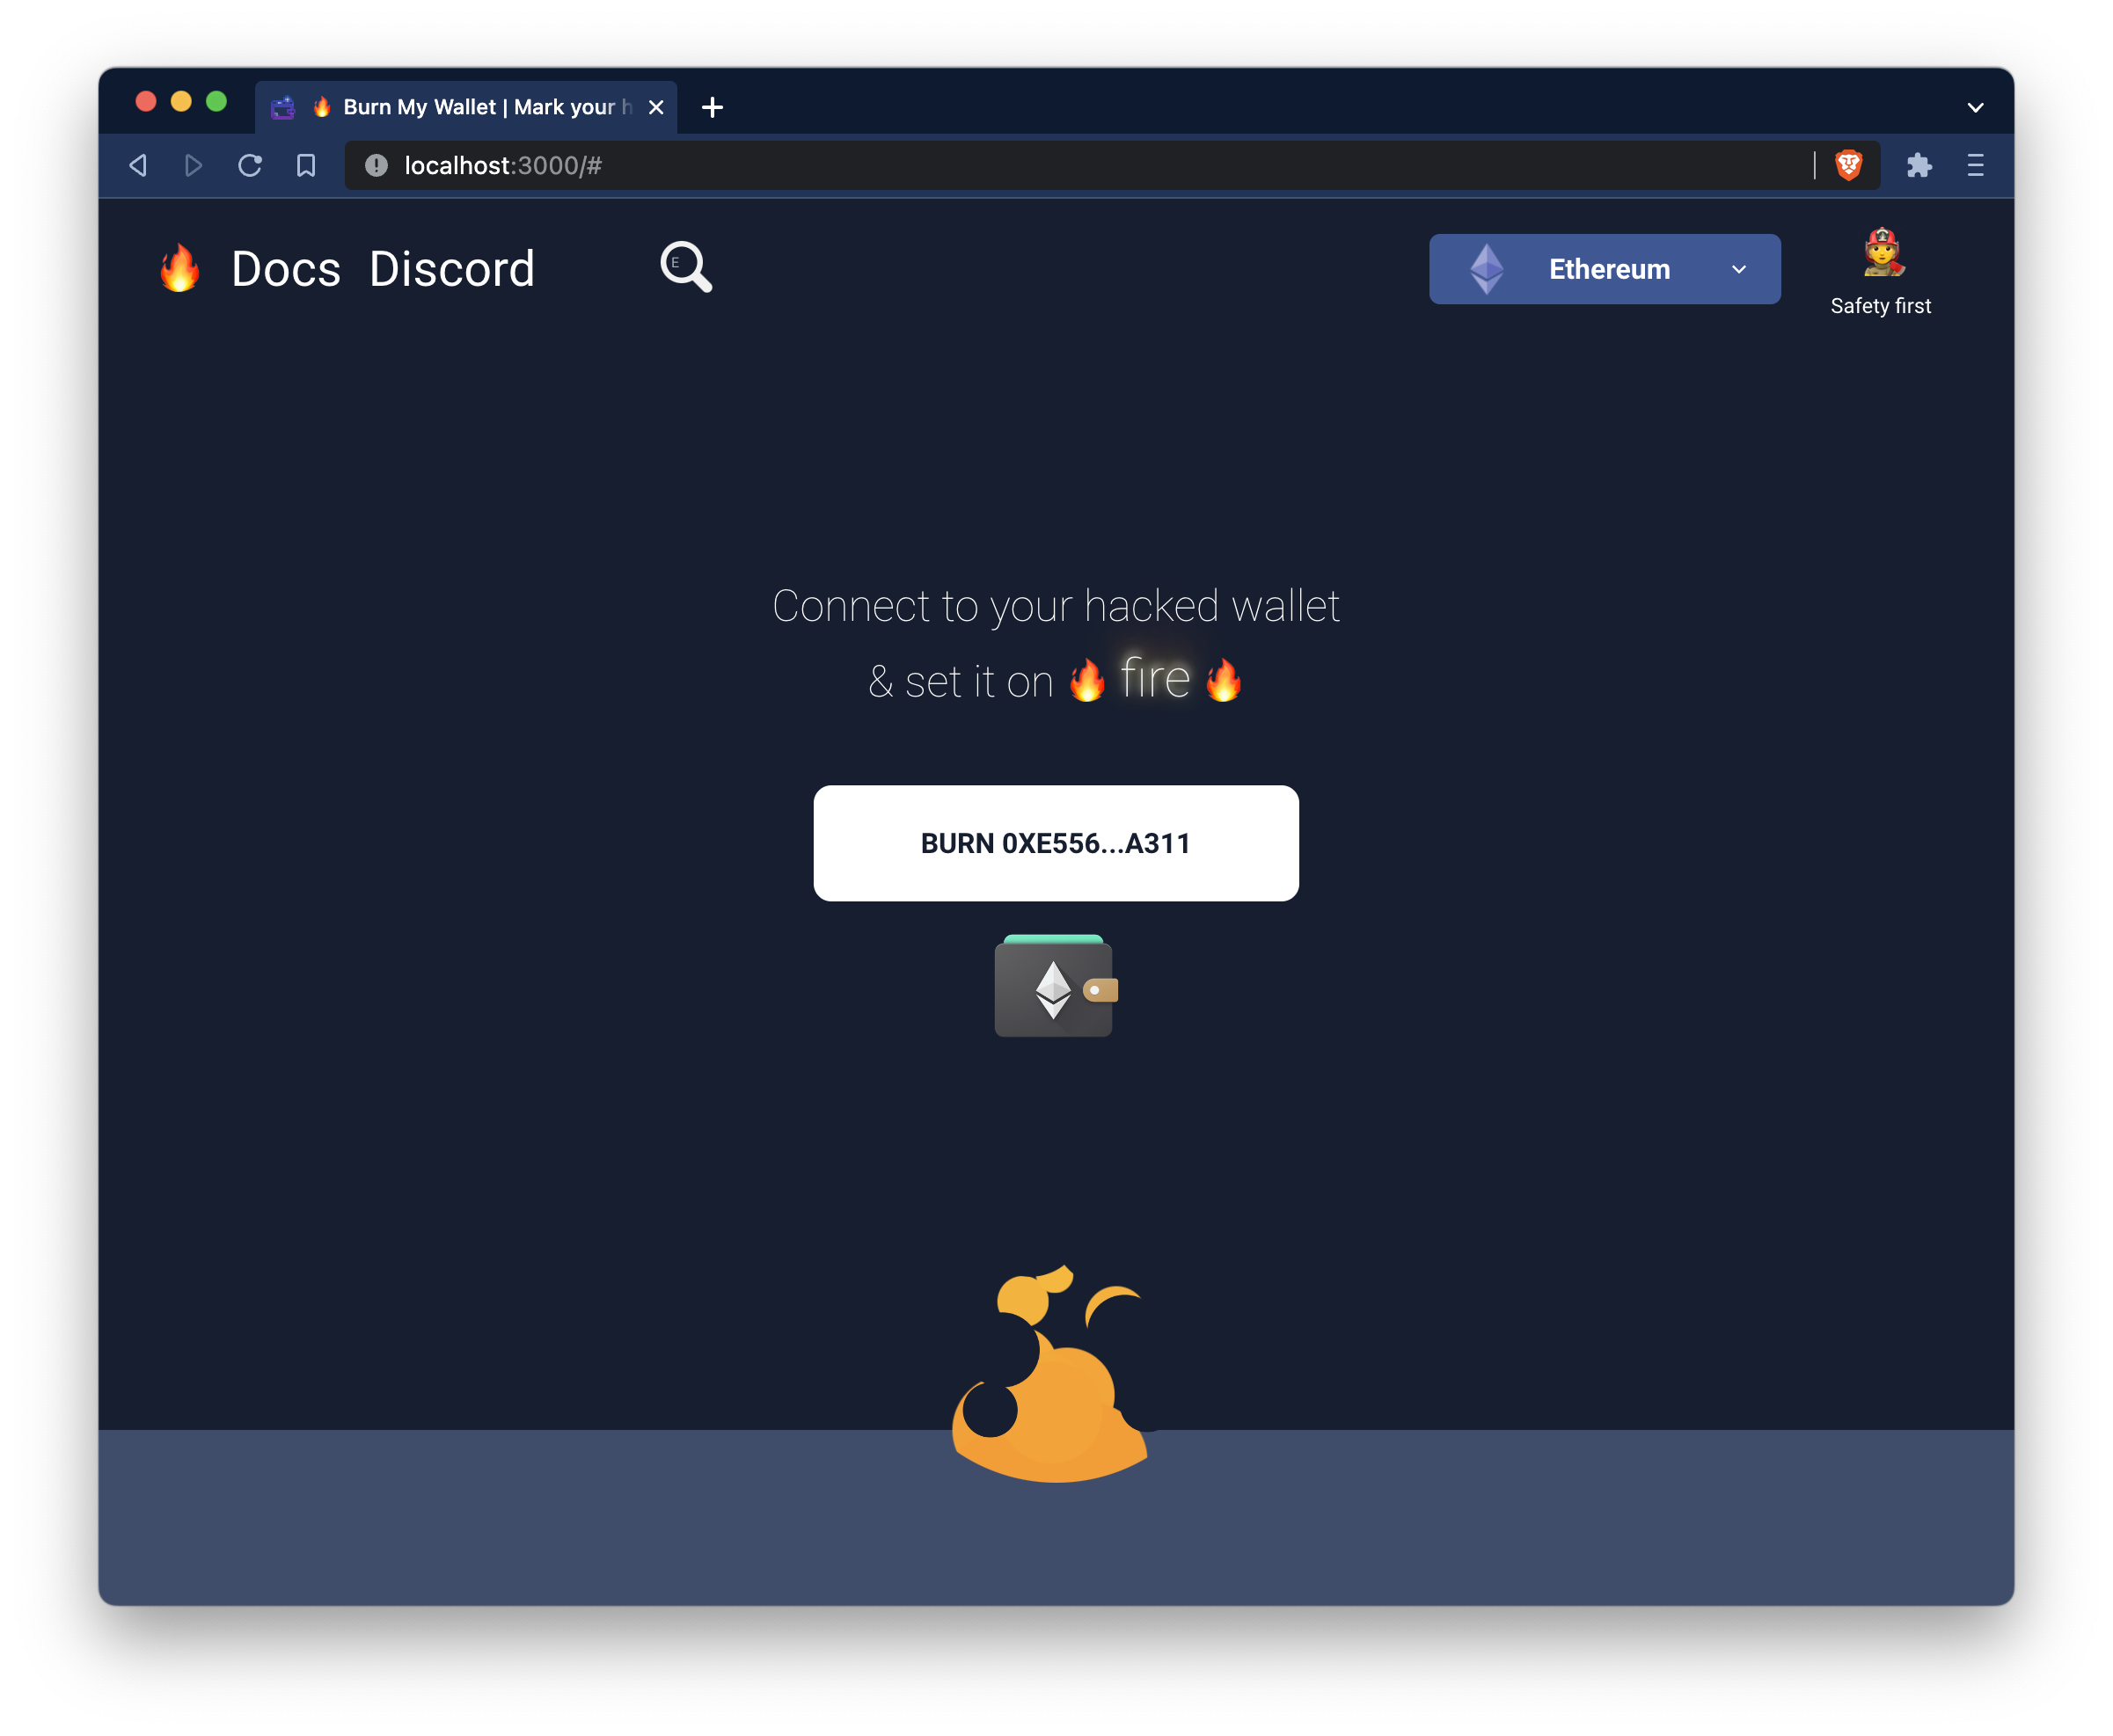 🔥 Burn My Wallet | Mark your h
localhost:3000/#
🔥 Docs Discord
E
Ethereum
Safety first
Connect to your hacked wallet
& set it on 🔥 fire 🔥
BURN 0XE556...A311